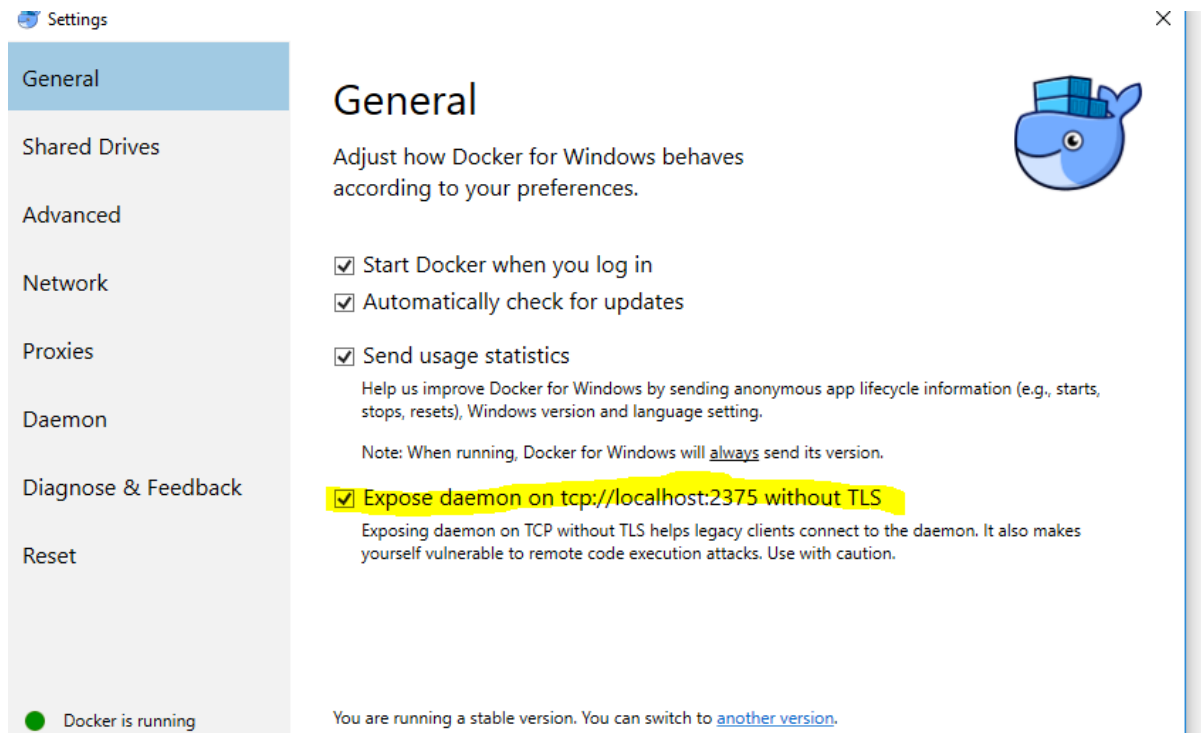 Settings
General
Shared Drives
Advanced
Network
Proxies
Daemon
Diagnose & Feedback
Reset
Docker is running
General
Adjust how Docker for Windows behaves
according to your preferences.
Start Docker when you log in
Automatically check for updates
Send usage statistics
Help us improve Docker for Windows by sending anonymous app lifecycle information (e.g., starts,
stops, resets), Windows version and language setting.
Note: When running, Docker for Windows will always send its version.
Expose daemon on tcp://localhost:2375 without TLS
Exposing daemon on TCP without TLS helps legacy clients connect to the daemon. It also makes
yourself vulnerable to remote code execution attacks. Use with caution.
You are running a stable version. You can switch to another version.